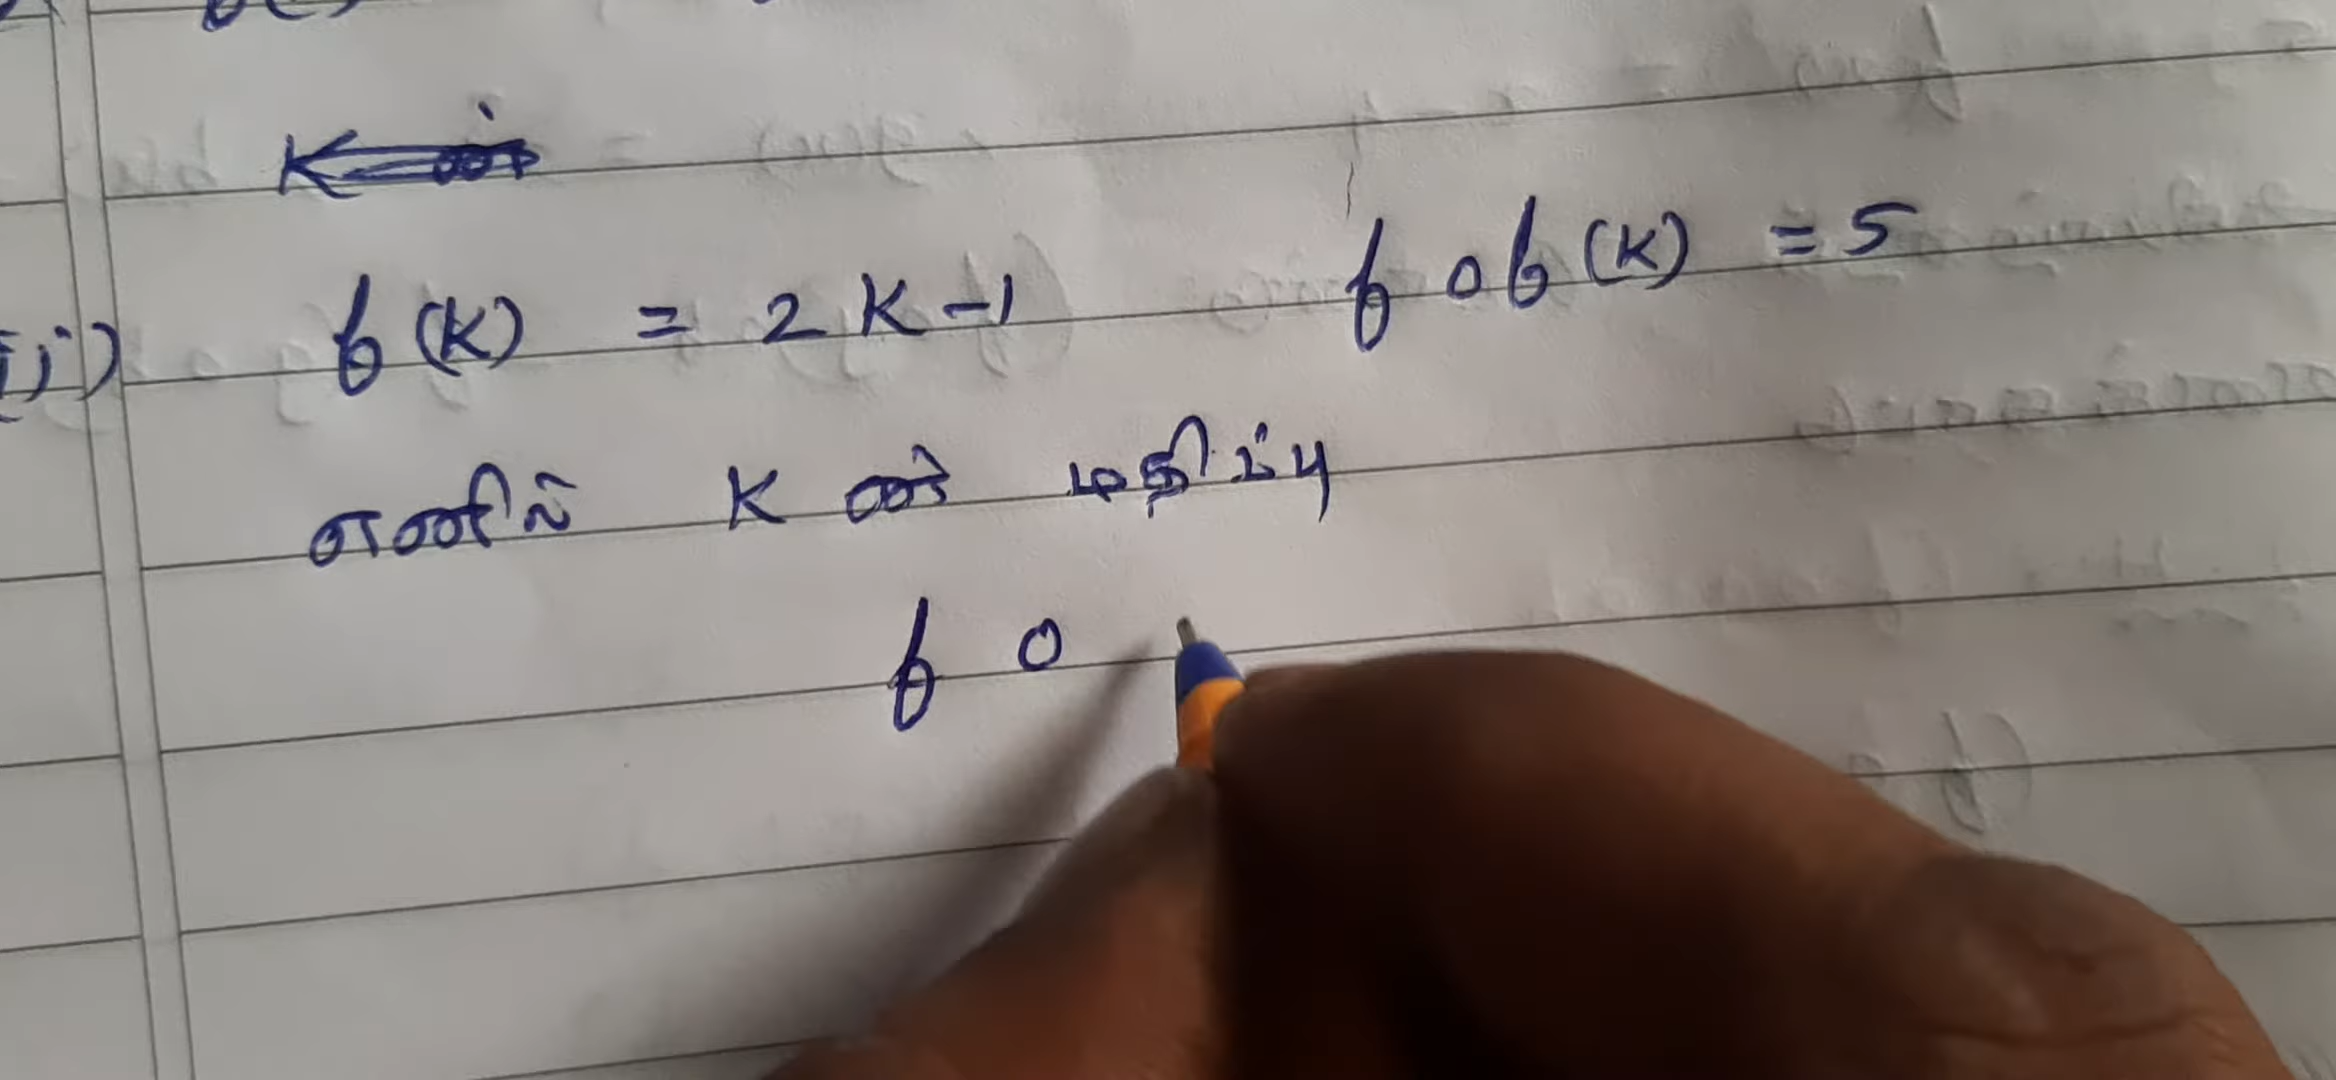 ii)
f(k) = 2k-1 f o f(k) = 5
எனில் k ன் மதிப்பு
f o